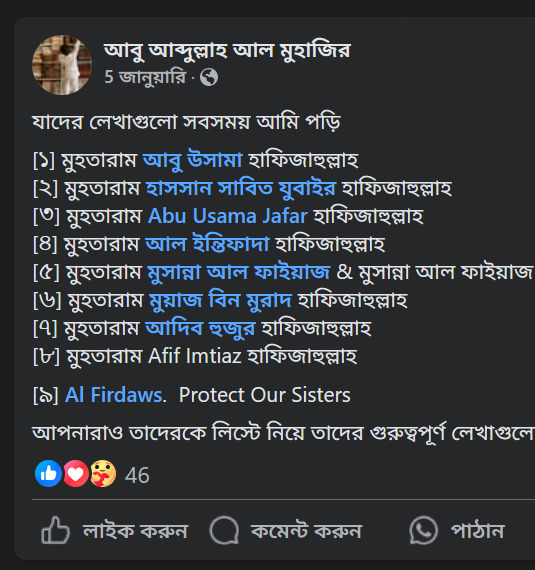 আবু আব্দুল্লাহ আল মুহাজির
5 জানুয়ারি ·
যাদের লেখাগুলো সবসময় আমি পড়ি
[১] মুহতারাম আবু উসামা হাফিজাহুল্লাহ
[২] মুহতারাম হাসসান সাবিত যুবাইর হাফিজাহুল্লাহ
[৩] মুহতারাম Abu Usama Jafar হাফিজাহুল্লাহ
[৪] মুহতারাম আল ইন্তিফাদা হাফিজাহুল্লাহ
[৫] মুহতারাম মুসান্না আল ফাইয়াজ & মুসান্না আল ফাইয়াজ
[৬] মুহতারাম মুয়াজ বিন মুরাদ হাফিজাহুল্লাহ
[৭] মুহতারাম আদিব হুজুর হাফিজাহুল্লাহ
[৮] মুহতারাম Afif Imtiaz হাফিজাহুল্লাহ
[৯] Al Firdaws. Protect Our Sisters
আপনারাও তাদেরকে লিস্টে নিয়ে তাদের গুরুত্বপূর্ণ লেখাগুলো
46
লাইক করুন কমেন্ট করুন পাঠান